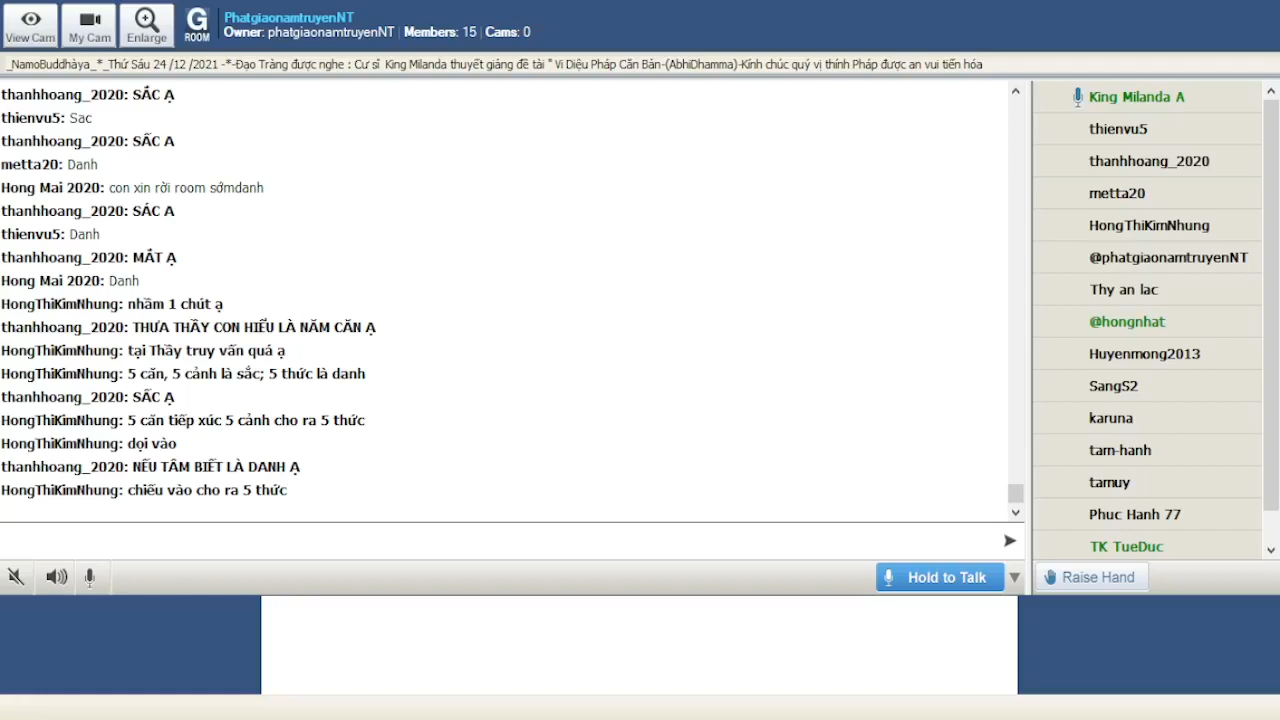 View Cam
My Cam
Enlarge
G
ROOM
PhatgiaonamtruyenNT
Owner: phatgiaonamtruyenNT | Members: 15 | Cams: 0
_NamoBuddhàya_*_Thứ Sáu 24 /12 /2021 -*-Đạo Tràng được nghe : Cư sĩ King Milanda thuyết giảng đề tài " Vi Diệu Pháp Căn Bản-(AbhiDhamma)-Kính chúc quý vị thính Pháp được an vui tiến hóa
thanhhoang_2020: SẮC Ạ
thienvu5: Sac
thanhhoang_2020: SẤC A
metta20: Danh
Hong Mai 2020: con xin rời room sớmdanh
thanhhoang_2020: SÁC A
thienvu5: Danh
thanhhoang_2020: MẮT Ạ
Hong Mai 2020: Danh
HongThiKimNhung: nhầm 1 chút ạ
thanhhoang_2020: THƯA THẦY CON HIỂU LÀ NĂM CĂN Ạ
HongThiKimNhung: tại Thầy truy vấn quá ạ
HongThiKimNhung: 5 căn, 5 cảnh là sắc; 5 thức là danh
thanhhoang_2020: SẤC Ạ
HongThiKimNhung: 5 căn tiếp xúc 5 cảnh cho ra 5 thức
HongThiKimNhung: dọi vào
thanhhoang_2020: NẾU TÂM BIẾT LÀ DANH Ạ
HongThiKimNhung: chiếu vào cho ra 5 thức
Hold to Talk
King Milanda A
thienvu5
thanhhoang_2020
metta20
HongThiKimNhung
@phatgiaonamtruyenNT
Thy an lac
@hongnhat
Huyenmong2013
SangS2
karuna
tam-hanh
tamuy
Phuc Hanh 77
TK TueDuc
Raise Hand